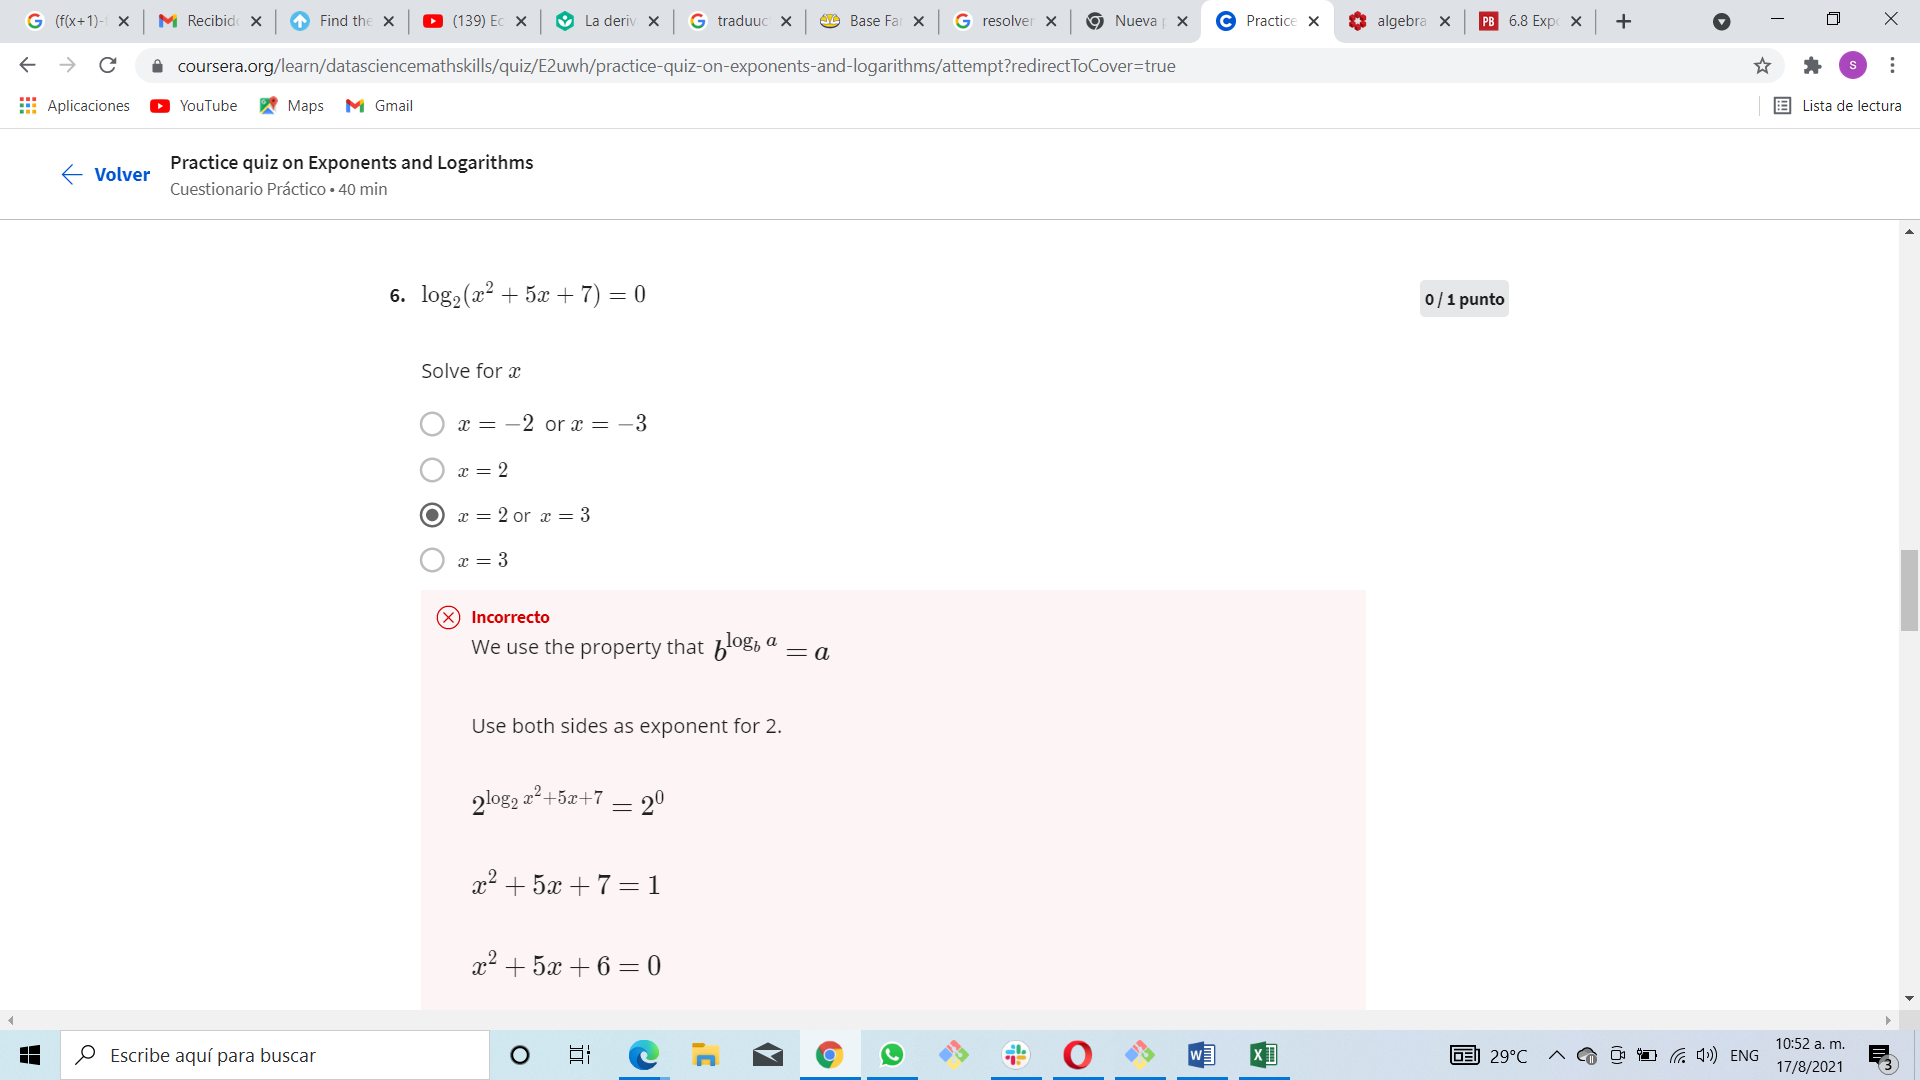 (f(x+1)-
Recibid
Find the
(139) Ec
La deriv
traduuc
Base Fa
resolver
Nueva
Practice
algebra
6.8 Expo
coursera.org/learn/datasciencemathskills/quiz/E2uwh/practice-quiz-on-exponents-and-logarithms/attempt?redirectToCover=true
S
Aplicaciones YouTube Maps Gmail Lista de lectura
Volver
Practice quiz on Exponents and Logarithms
Cuestionario Práctico • 40 min
6. log₂(x² + 5x + 7) = 0
0 / 1 punto
Solve for x
x = −2 or x = −3
x = 2
x = 2 or x = 3
x = 3
Incorrecto
We use the property that b^{log_b a} = a
Use both sides as exponent for 2.
2^{log₂ x²+5x+7} = 2⁰
x² + 5x + 7 = 1
x² + 5x + 6 = 0
Escribe aquí para buscar
29°C
ENG
10:52 a. m.
17/8/2021
3